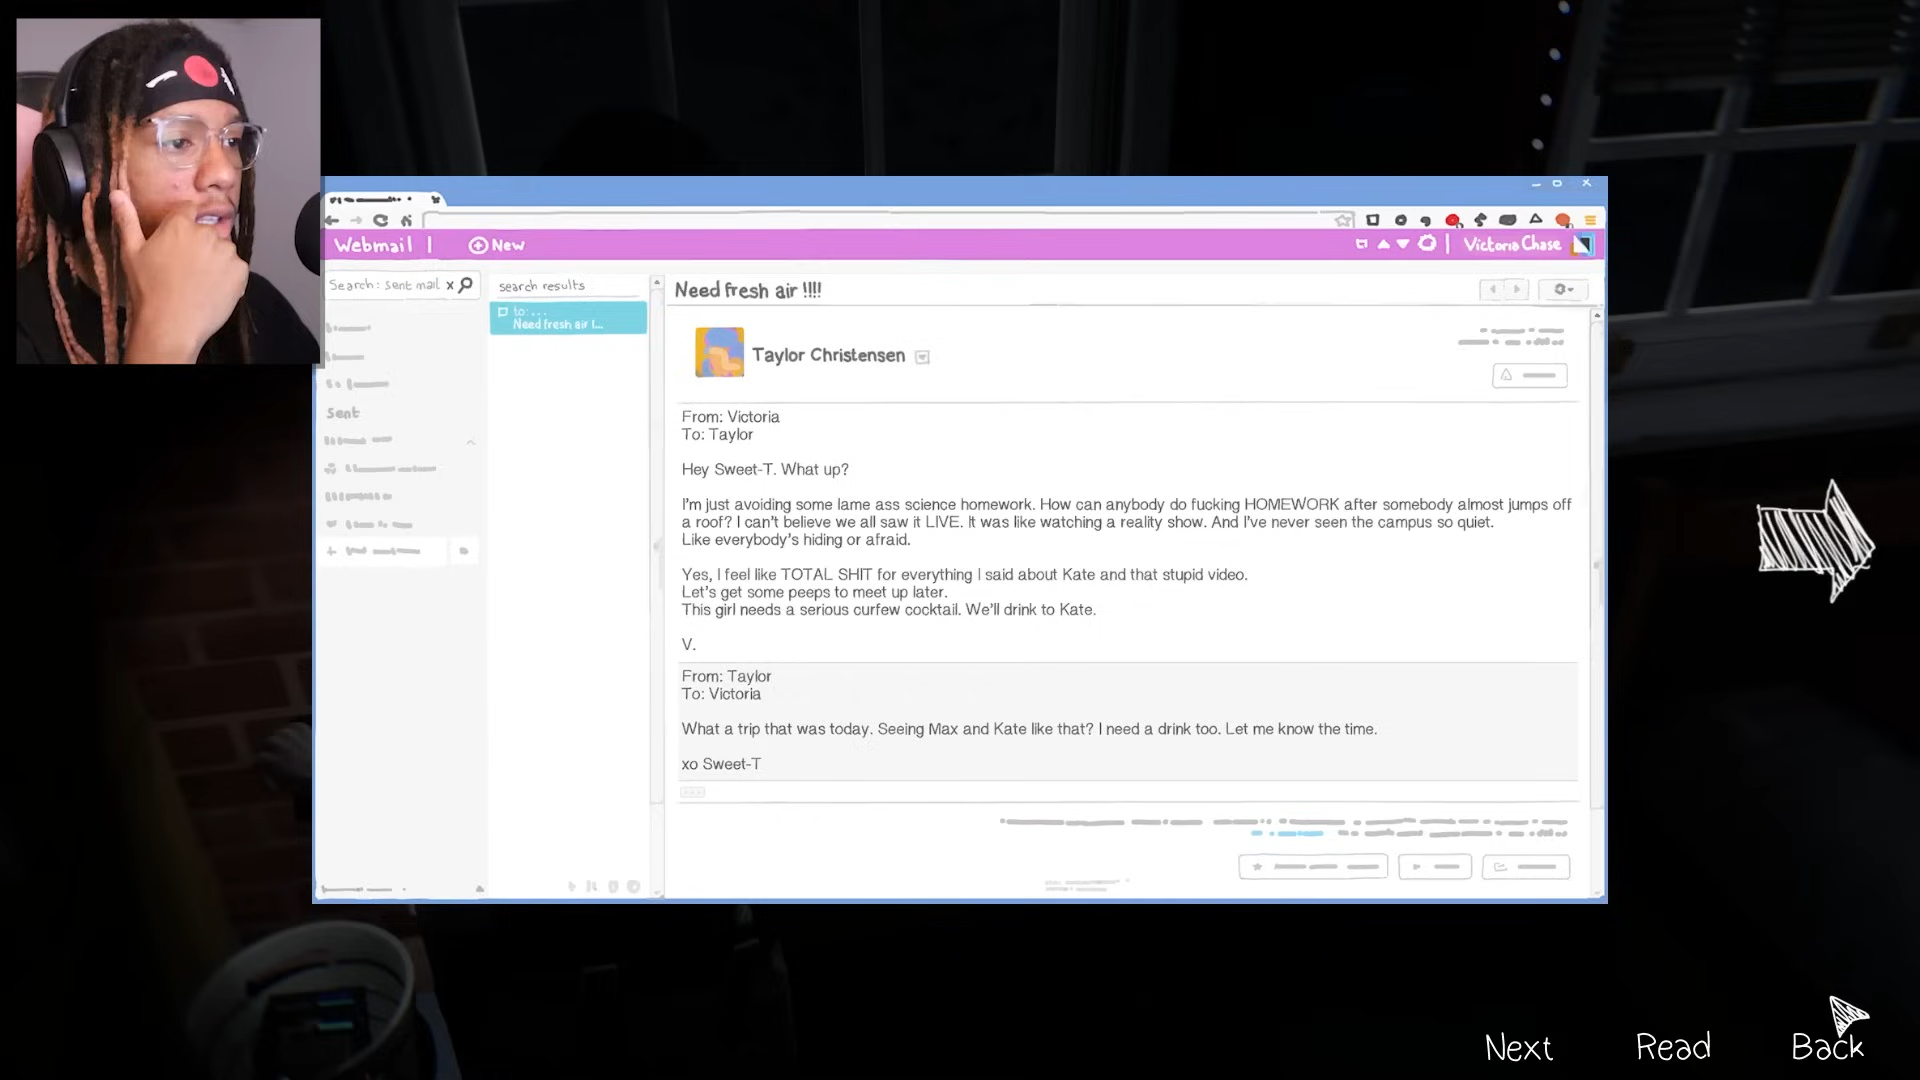 Webmail |
New
Victoria Chase
Search: sent mail x
search results
Need fresh air !!!!
to: ...
Need fresh air !...
Taylor Christensen
Sent
From: Victoria
To: Taylor
Hey Sweet-T. What up?
I'm just avoiding some lame ass science homework. How can anybody do fucking HOMEWORK after somebody almost jumps off
a roof? I can't believe we all saw it LIVE. It was like watching a reality show. And I've never seen the campus so quiet.
Like everybody's hiding or afraid.
Yes, I feel like TOTAL SHIT for everything I said about Kate and that stupid video.
Let's get some peeps to meet up later.
This girl needs a serious curfew cocktail. We'll drink to Kate.
V.
From: Taylor
To: Victoria
What a trip that was today. Seeing Max and Kate like that? I need a drink too. Let me know the time.
xo Sweet-T
Next
Read
Back